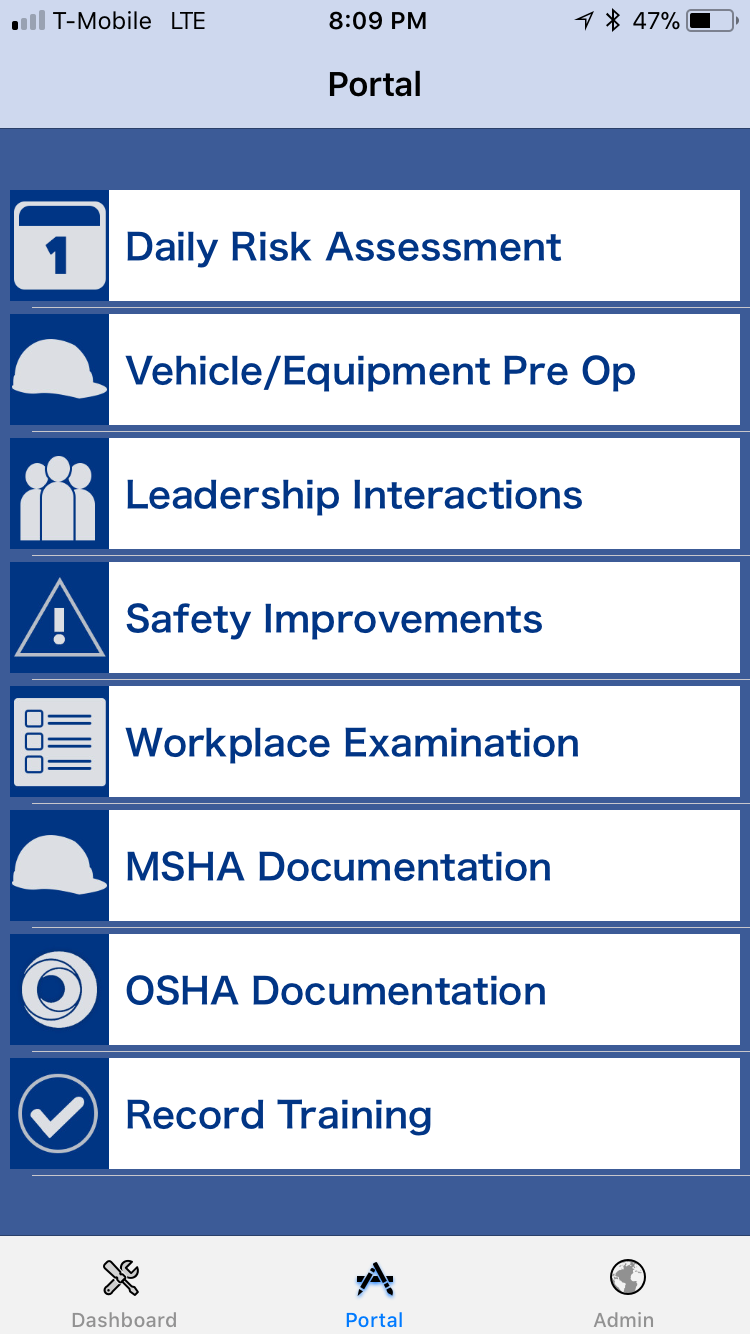 T-Mobile LTE 8:09 PM 47%
Portal
1 Daily Risk Assessment
Vehicle/Equipment Pre Op
Leadership Interactions
! Safety Improvements
Workplace Examination
MSHA Documentation
OSHA Documentation
Record Training
Dashboard Portal Admin